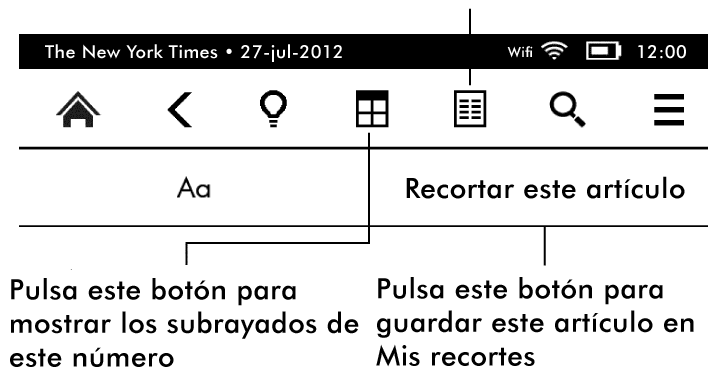 The New York Times • 27-jul-2012 Wifi 12:00
Aa Recortar este artículo
Pulsa este botón para
mostrar los subrayados de
este número
Pulsa este botón para
guardar este artículo en
Mis recortes